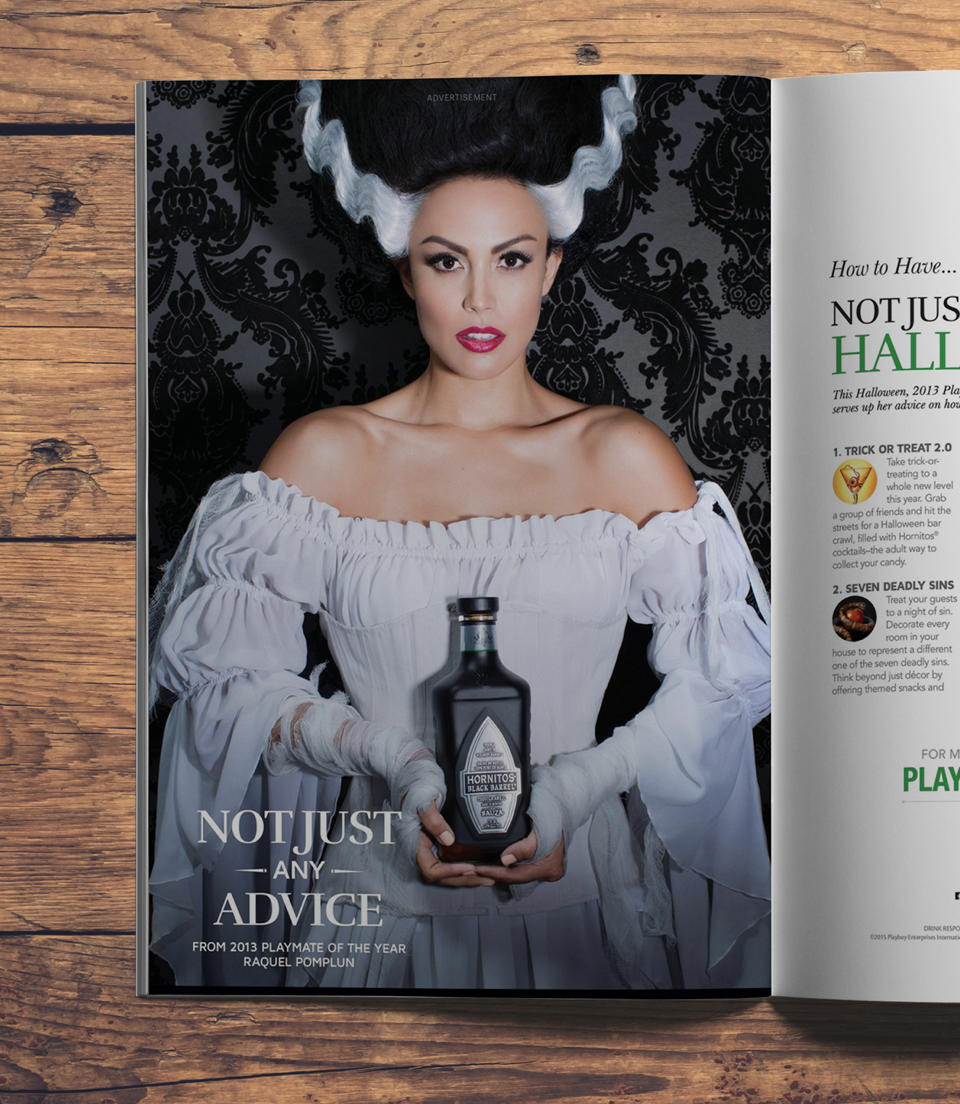 ADVERTISEMENT
HORNITOS
BLACK BARREL
NOT JUST
ANY
ADVICE
FROM 2013 PLAYMATE OF THE YEAR
RAQUEL POMPLUN
How to Have...
NOT JUS
HALL
This Halloween, 2013 Pla
serves up her advice on how
1. TRICK OR TREAT 2.0
Take trick-or-
treating to a
whole new level
this year. Grab
a group of friends and hit the
streets for a Halloween bar
crawl, filled with Hornitos®
cocktails–the adult way to
collect your candy.
2. SEVEN DEADLY SINS
Treat your guests
to a night of sin.
Decorate every
room in your
house to represent a different
one of the seven deadly sins.
Think beyond just décor by
offering themed snacks and
FOR M
PLAY
DRINK RESPO
©2015 Playboy Enterprises Internatio